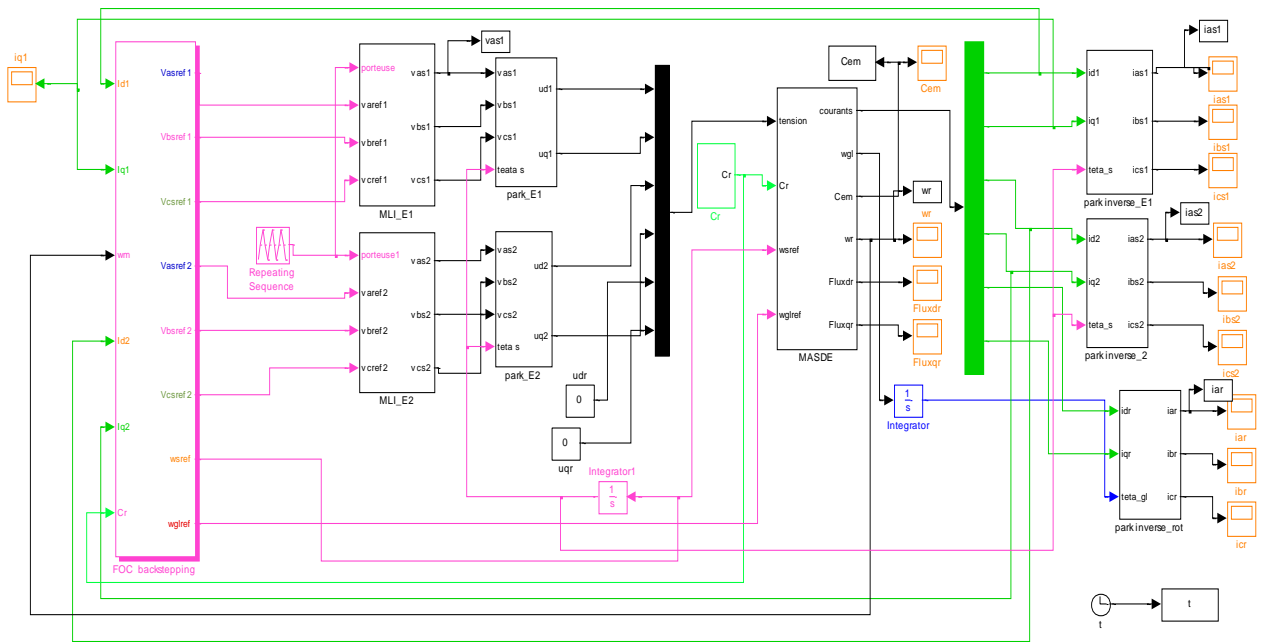 iq1
Id1
Iq1
wm
Id2
Iq2
Cr
Vasref1
Vbsref1
Vcsref1
Vasref2
Vbsref2
Vcsref2
wsref
wglref
FOC backstepping
Repeating
Sequence
porteuse
varef1
vbref1
vcref1
vas1
vbs1
vcs1
MLI_E1
porteuse1
varef2
vbref2
vcref2
vas2
vbs2
vcs2
MLI_E2
vas1
vas1
vbs1
vcs1
teata s
ud1
uq1
park_E1
vas2
vbs2
vcs2
teta s
ud2
uq2
park_E2
udr
0
0
uqr
Integrator1
1
s
Cr
Cr
tension
Cr
wsref
wglref
courants
wgl
Cem
wr
Fluxdr
Fluxqr
MASDE
Cem
Cem
wr
wr
Fluxdr
Fluxqr
1
s
Integrator
id1
iq1
teta_s
ias1
ibs1
ics1
park inverse_E1
ias1
ias1
ibs1
ics1
id2
iq2
teta_s
ias2
ibs2
ics2
park inverse_2
ias2
ias2
ibs2
ics2
idr
iqr
teta_gl
iar
ibr
icr
park inverse_rot
iar
iar
ibr
icr
t
t